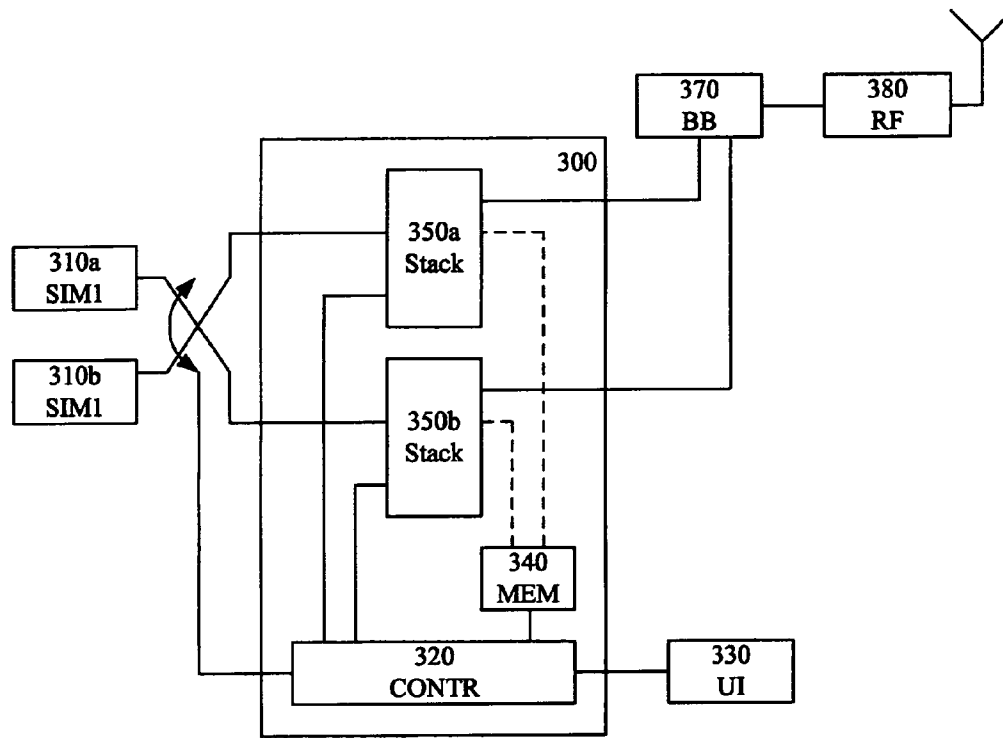 370
BB
380
RF
300
350a
Stack
310a
SIM1
310b
SIM1
350b
Stack
340
MEM
320
CONTR
330
UI